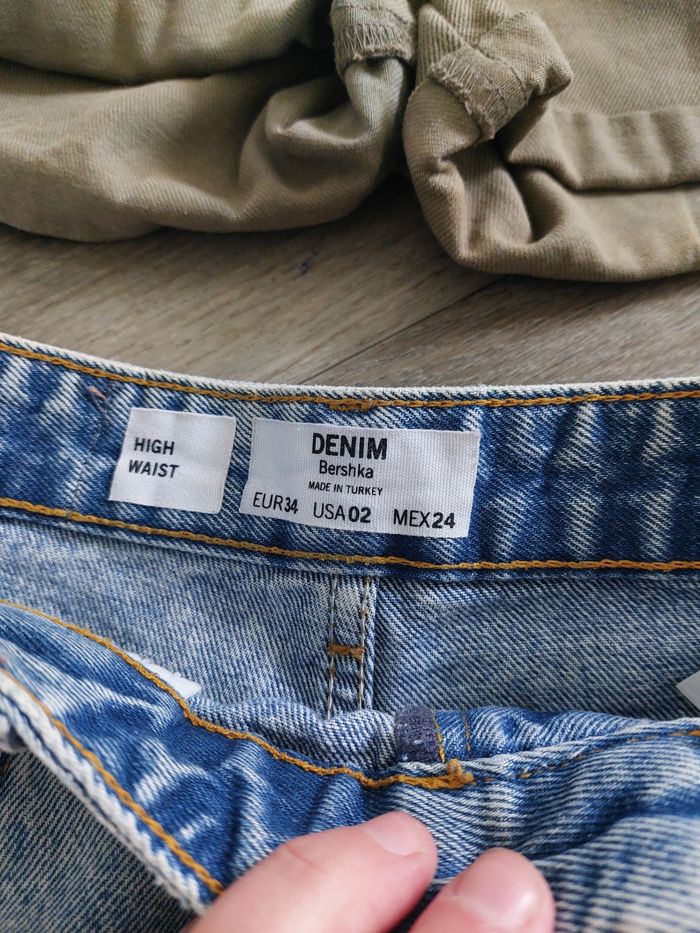 HIGH
WAIST
DENIM
Bershka
MADE IN TURKEY
EUR34 USA02 MEX24